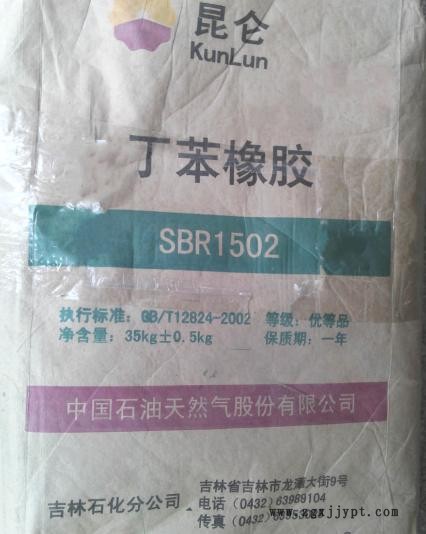 昆仑
KunLun
丁苯橡胶
SBR1502
执行标准：GB/T12824-2002 等级：优等品
净含量：35kg±0.5kg 保质期：一年
中国石油天然气股份有限公司
吉林省吉林市龙潭大街9号
吉林石化分公司 电话 (0432) 63989104
传真 (0432)